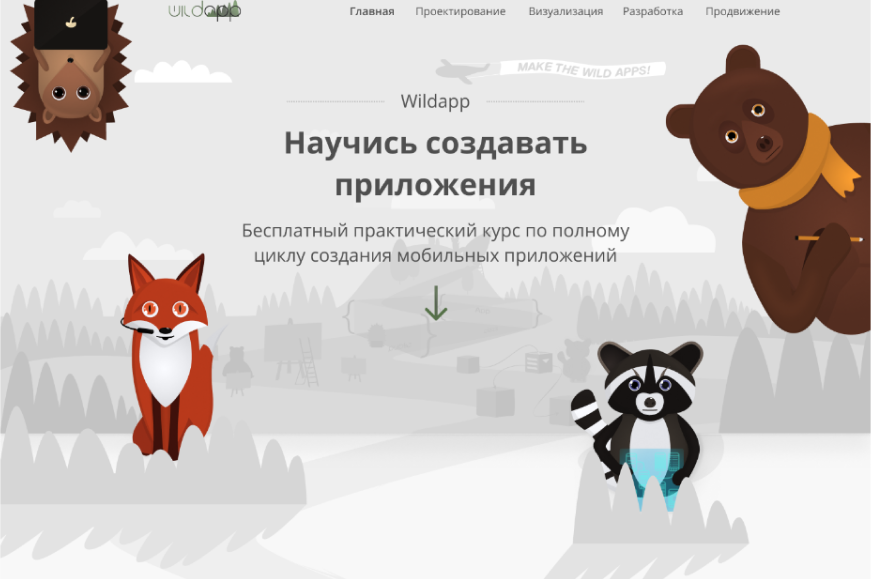 wildapp
Главная Проектирование Визуализация Разработка Продвижение
MAKE THE WILD APPS!
Wildapp
Научись создавать
приложения
Бесплатный практический курс по полному
циклу создания мобильных приложений